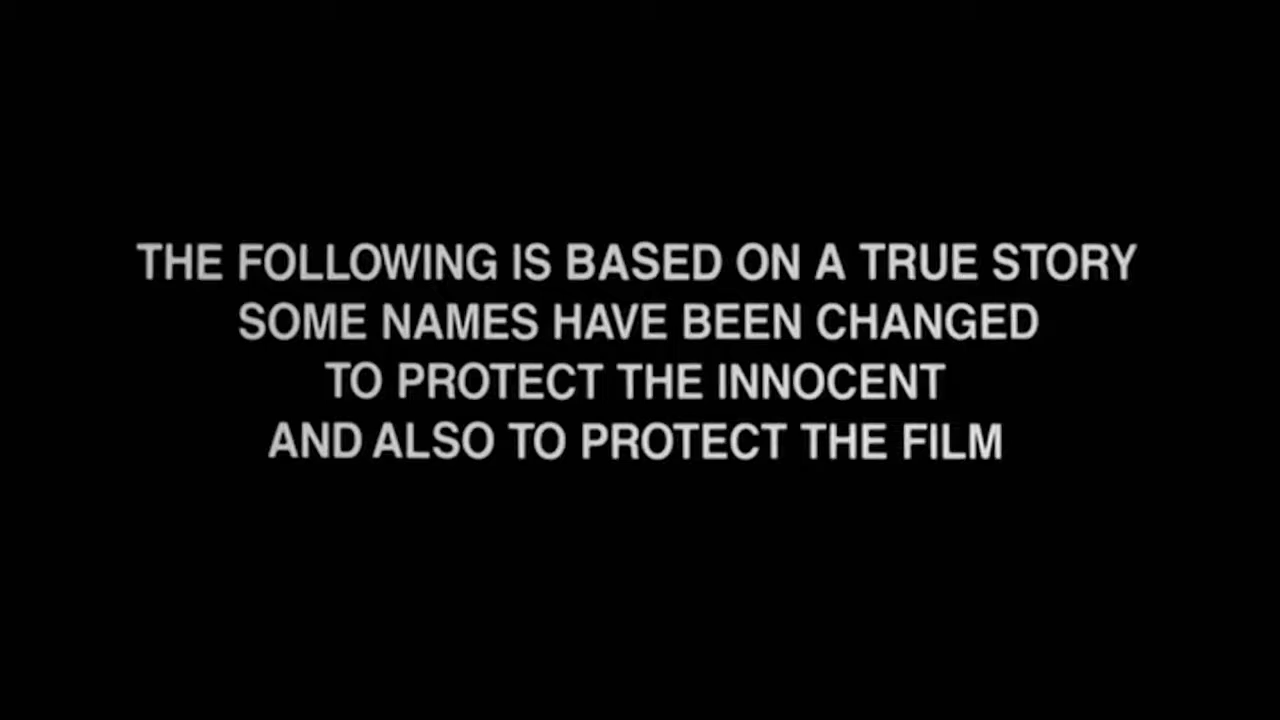 THE FOLLOWING IS BASED ON A TRUE STORY
SOME NAMES HAVE BEEN CHANGED
TO PROTECT THE INNOCENT
AND ALSO TO PROTECT THE FILM